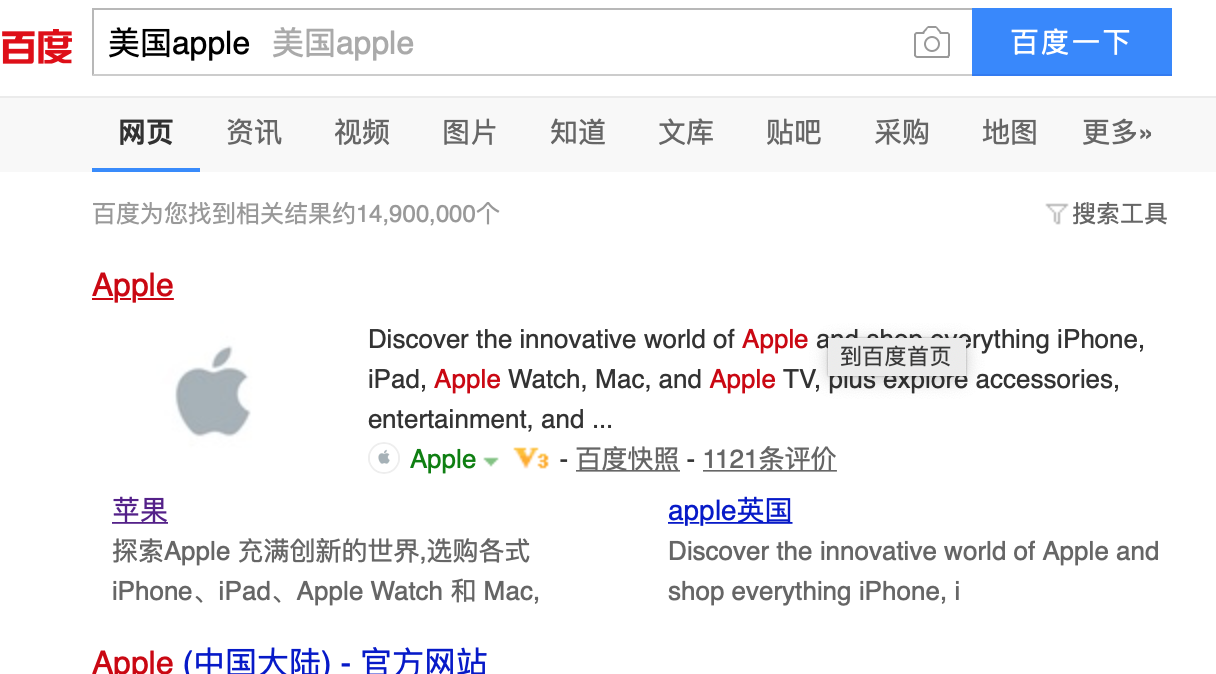 百度 美国apple 美国apple 百度一下
网页 资讯 视频 图片 知道 文库 贴吧 采购 地图 更多»
百度为您找到相关结果约14,900,000个 搜索工具
Apple
Discover the innovative world of Apple and shop everything iPhone,
到百度首页
iPad, Apple Watch, Mac, and Apple TV, plus explore accessories,
entertainment, and ...
Apple V3 - 百度快照 - 1121条评价
苹果 apple英国
探索Apple 充满创新的世界,选购各式 Discover the innovative world of Apple and
iPhone、iPad、Apple Watch 和 Mac, shop everything iPhone, i
Apple (中国大陆) - 官方网站